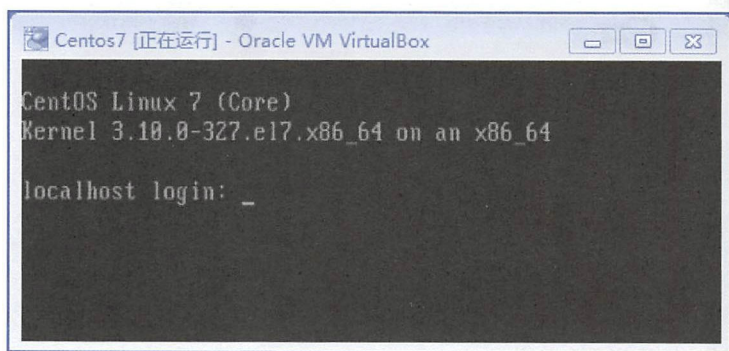 Centos7 [正在运行] - Oracle VM VirtualBox
CentOS Linux 7 (Core)
Kernel 3.10.0-327.el7.x86_64 on an x86_64
localhost login: _